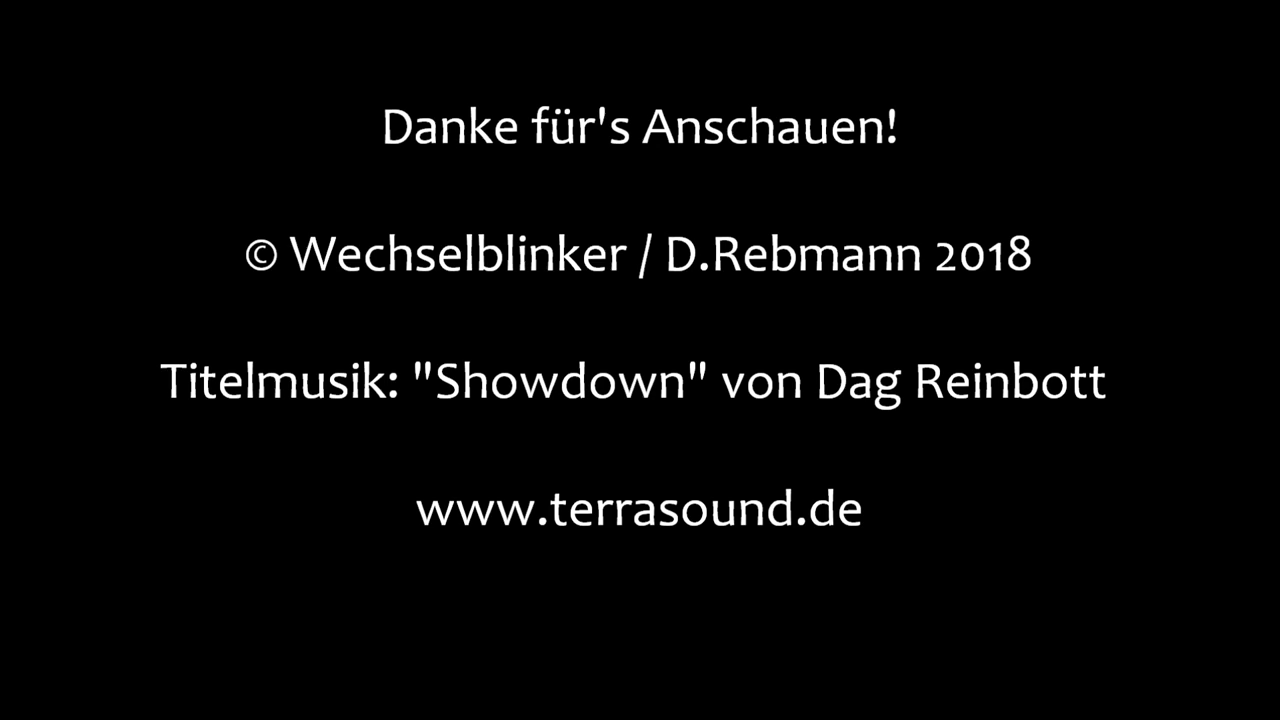 Danke für's Anschauen!
© Wechselblinker / D.Rebmann 2018
Titelmusik: "Showdown" von Dag Reinbott
www.terrasound.de